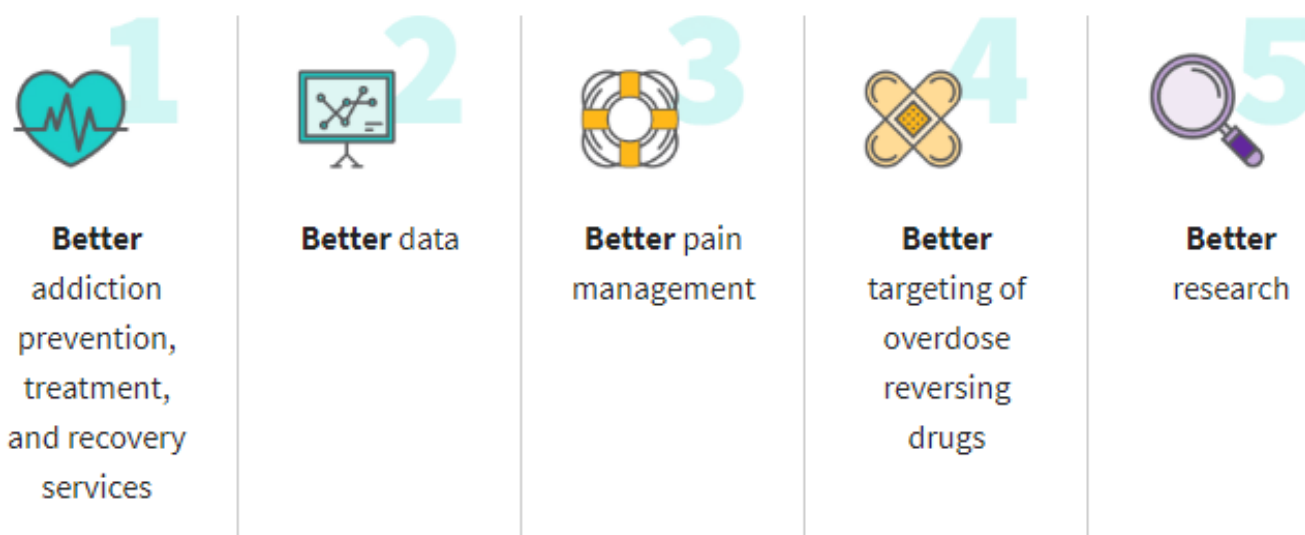 1
Better
addiction
prevention,
treatment,
and recovery
services
2
Better data
3
Better pain
management
4
Better
targeting of
overdose
reversing
drugs
5
Better
research